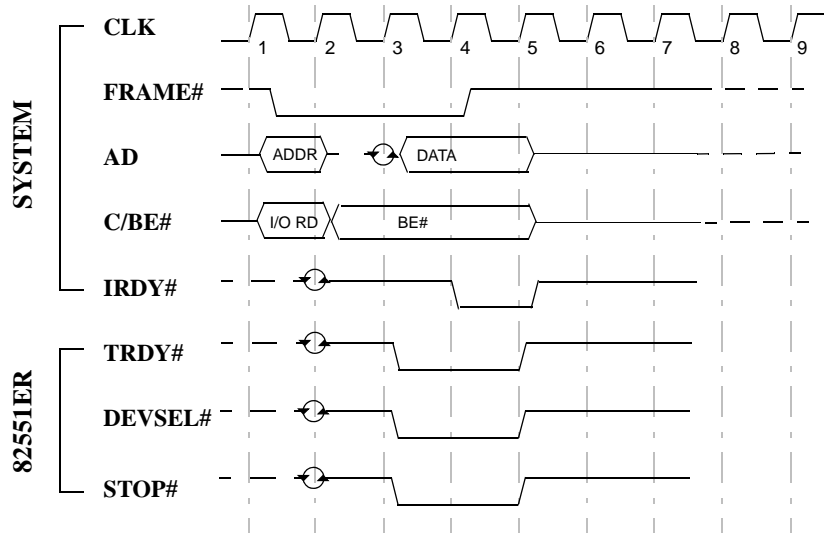 SYSTEM
CLK
1 2 3 4 5 6 7 8 9
FRAME#
AD
ADDR DATA
C/BE#
I/O RD BE#
IRDY#
82551ER
TRDY#
DEVSEL#
STOP#